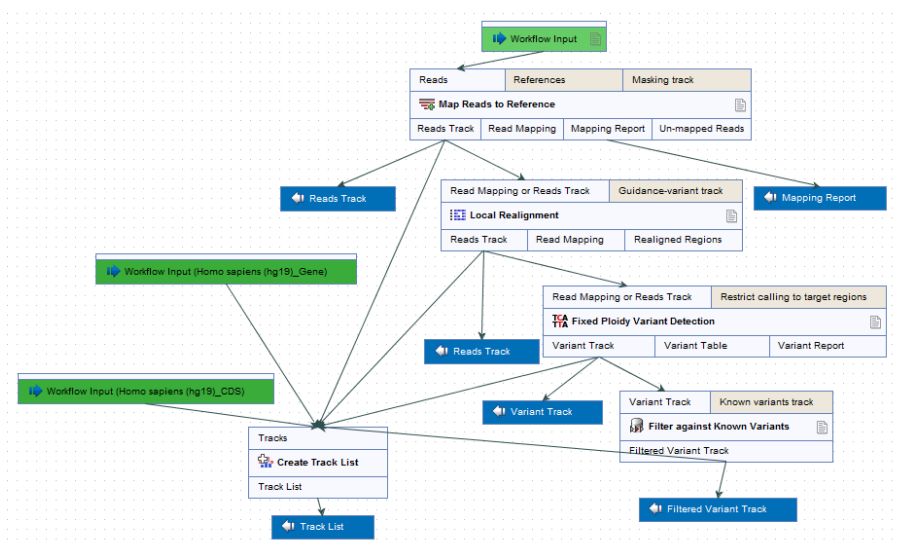 Workflow Input
Reads References Masking track
Map Reads to Reference
Reads Track Read Mapping Mapping Report Un-mapped Reads
Reads Track
Read Mapping or Reads Track Guidance-variant track
Mapping Report
Local Realignment
Reads Track Read Mapping Realigned Regions
Workflow Input (Homo sapiens (hg19)_Gene)
Read Mapping or Reads Track Restrict calling to target regions
Fixed Ploidy Variant Detection
Variant Track Variant Table Variant Report
Reads Track
Workflow Input (Homo sapiens (hg19)_CDS)
Variant Track
Variant Track Known variants track
Filter against Known Variants
Filtered Variant Track
Tracks
Create Track List
Track List
Filtered Variant Track
Track List